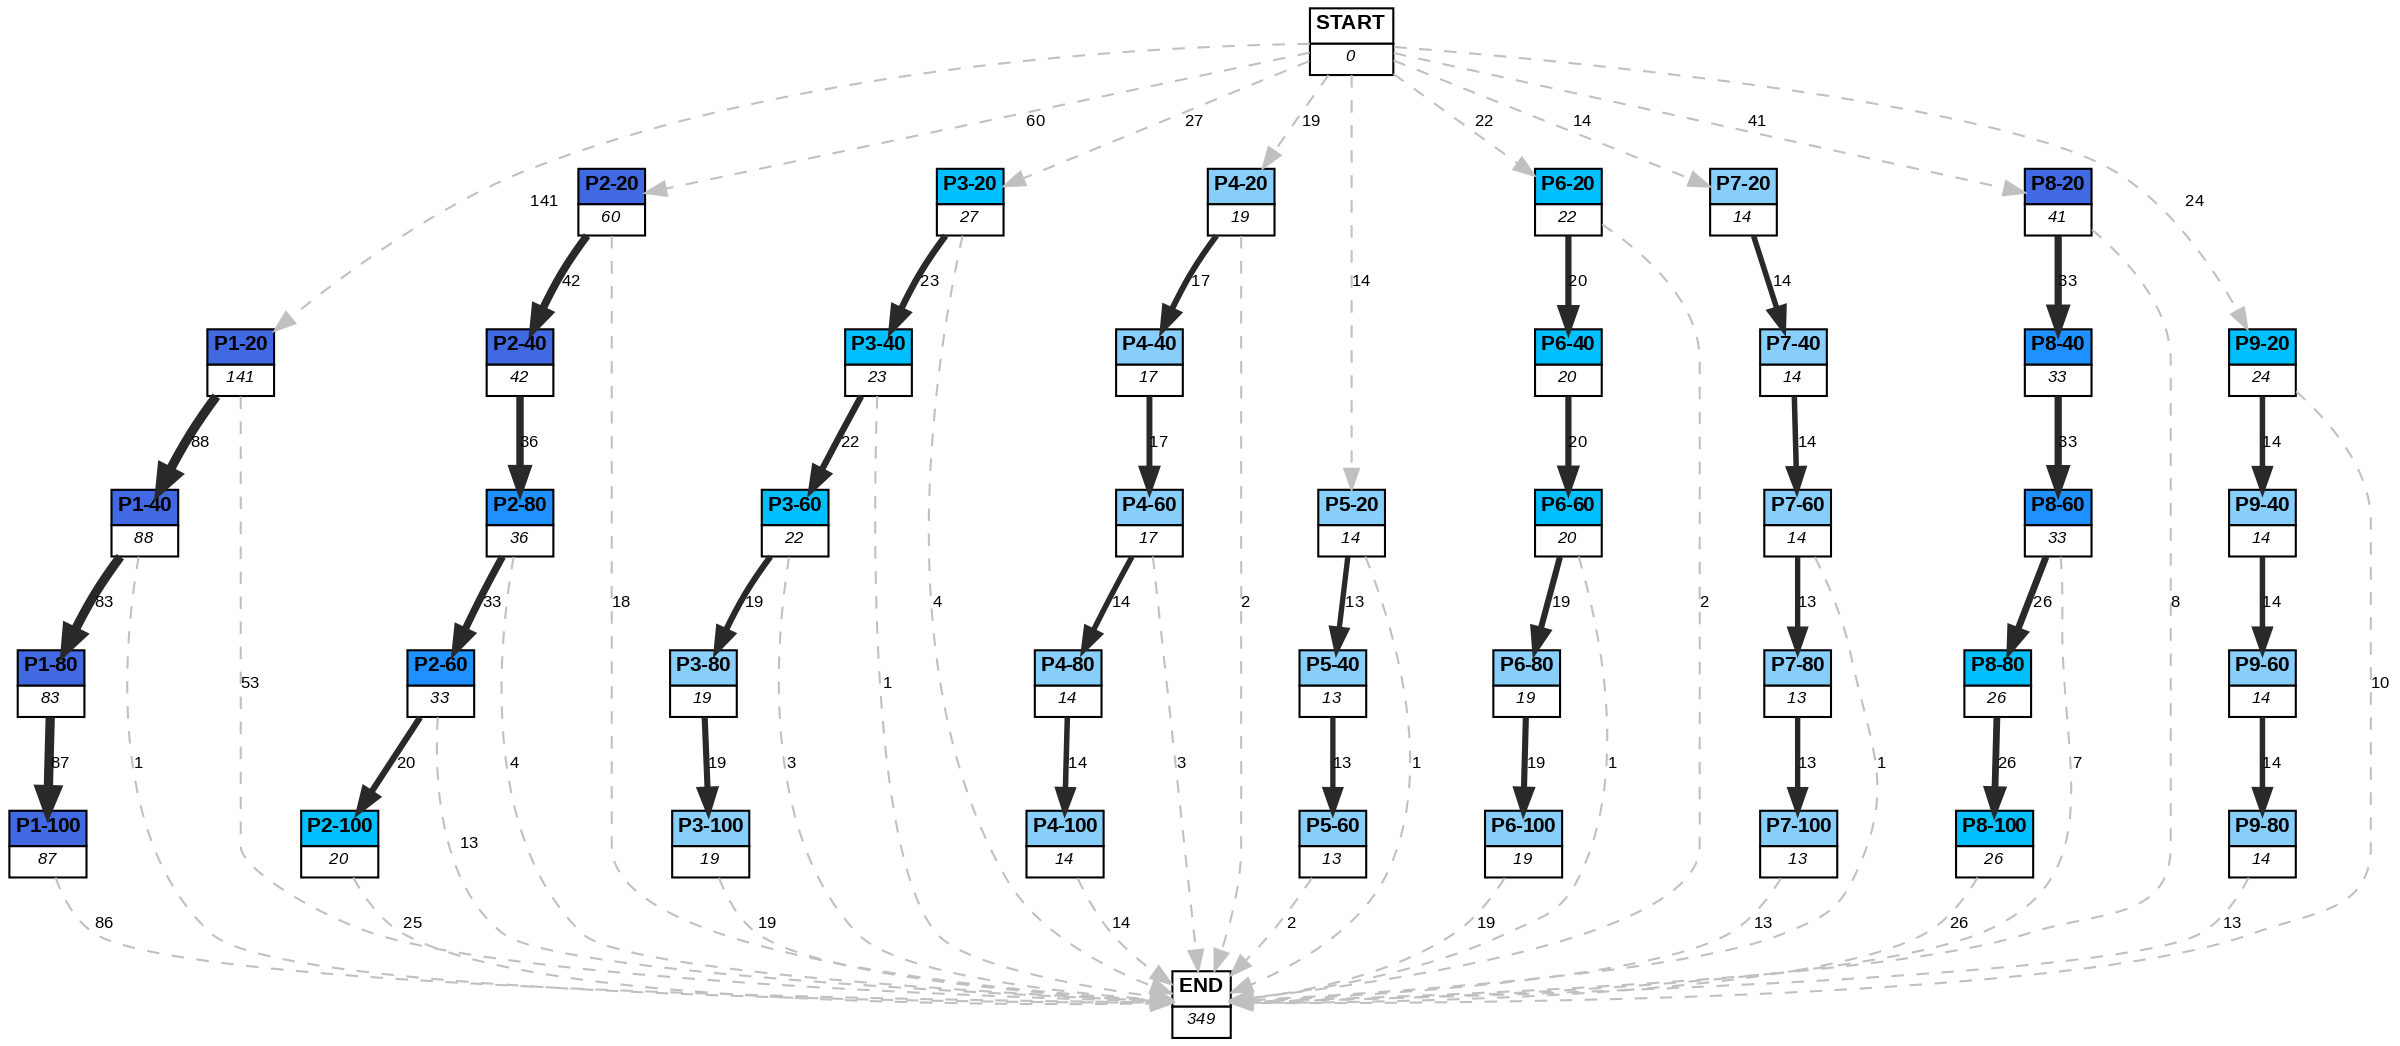 START
0
60
27
19
22
14
41
P2-20
60
P3-20
27
P4-20
19
P6-20
22
P7-20
14
P8-20
41
141
24
42
23
17
14
20
14
33
P1-20
141
P2-40
42
P3-40
23
P4-40
17
P6-40
20
P7-40
14
P8-40
33
P9-20
24
88
36
22
17
20
14
33
14
P1-40
88
P2-80
36
P3-60
22
P4-60
17
P5-20
14
P6-60
20
P7-60
14
P8-60
33
P9-40
14
83
33
18
19
4
14
2
13
19
2
13
26
8
14
P1-80
83
53
P2-60
33
P3-80
19
1
P4-80
14
P5-40
13
P6-80
19
P7-80
13
P8-80
26
P9-60
14
10
87
1
20
4
19
3
14
3
13
1
19
1
13
1
26
7
14
P1-100
87
P2-100
20
13
P3-100
19
P4-100
14
P5-60
13
P6-100
19
P7-100
13
P8-100
26
P9-80
14
86
25
19
14
2
19
13
26
13
END
349